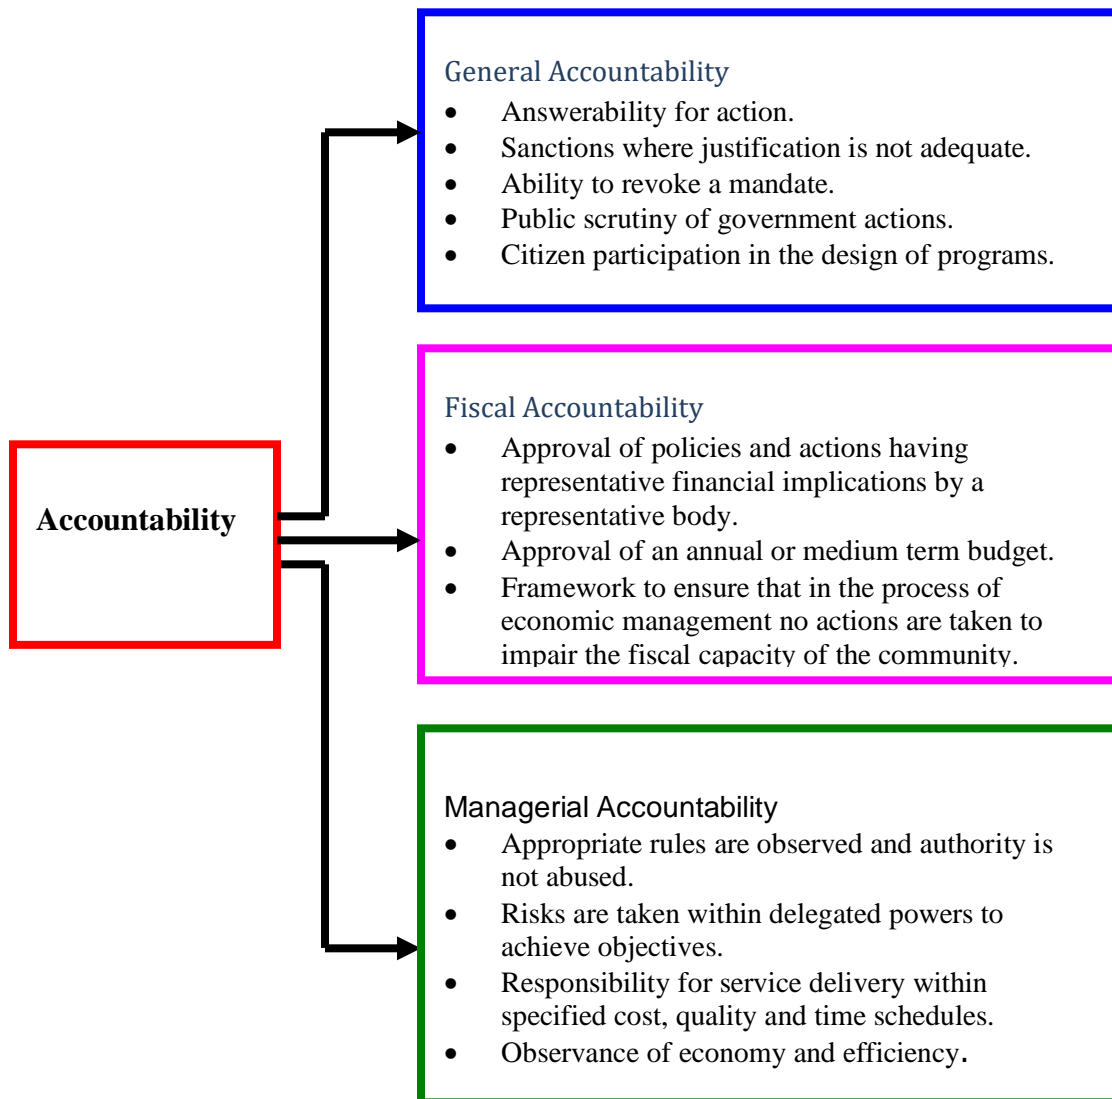 General Accountability
• Answerability for action.
• Sanctions where justification is not adequate.
• Ability to revoke a mandate.
• Public scrutiny of government actions.
• Citizen participation in the design of programs.
Fiscal Accountability
• Approval of policies and actions having
representative financial implications by a
representative body.
• Approval of an annual or medium term budget.
• Framework to ensure that in the process of
economic management no actions are taken to
impair the fiscal capacity of the community.
Accountability
Managerial Accountability
• Appropriate rules are observed and authority is
not abused.
• Risks are taken within delegated powers to
achieve objectives.
• Responsibility for service delivery within
specified cost, quality and time schedules.
• Observance of economy and efficiency.